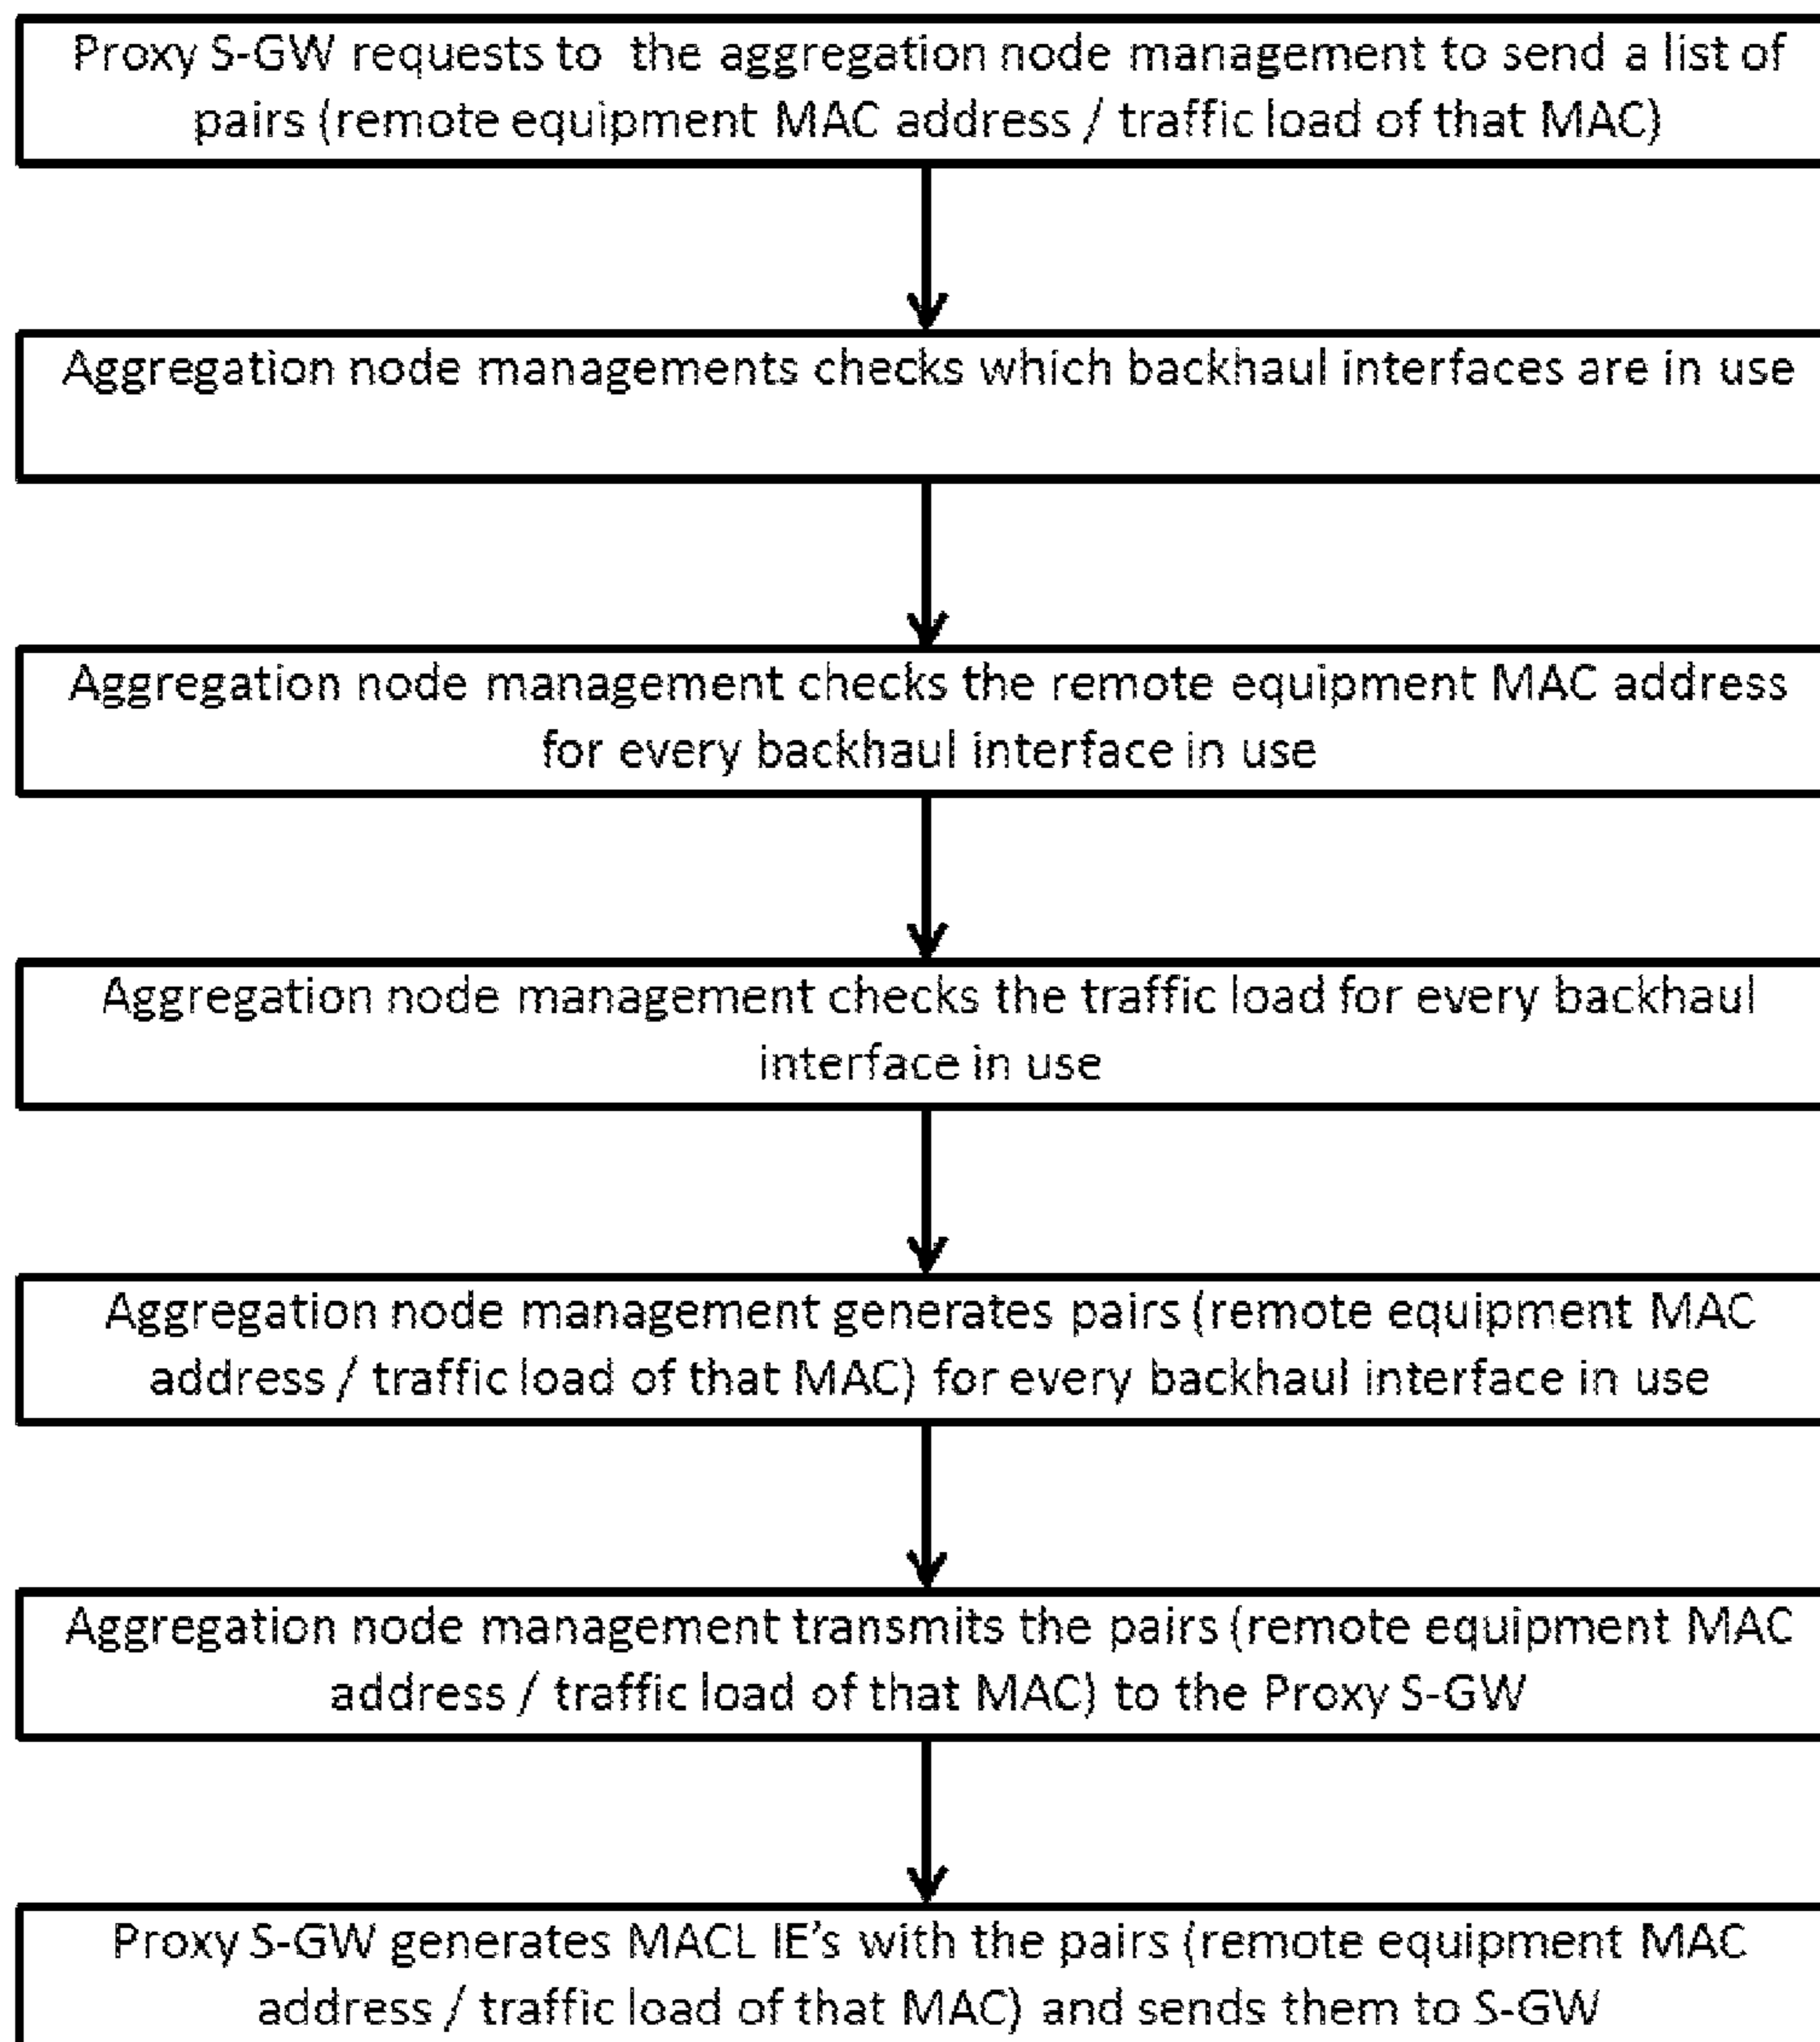 Proxy S-GW requests to the aggregation node management to send a list of
pairs (remote equipment MAC address / traffic load of that MAC)
Aggregation node managements checks which backhaul interfaces are in use
Aggregation node management checks the remote equipment MAC address
for every backhaul interface in use
Aggregation node management checks the traffic load for every backhaul
interface in use
Aggregation node management generates pairs (remote equipment MAC
address / traffic load of that MAC) for every backhaul interface in use
Aggregation node management transmits the pairs (remote equipment MAC
address / traffic load of that MAC) to the Proxy S-GW
Proxy S-GW generates MACL IE's with the pairs (remote equipment MAC
address / traffic load of that MAC) and sends them to S-GW